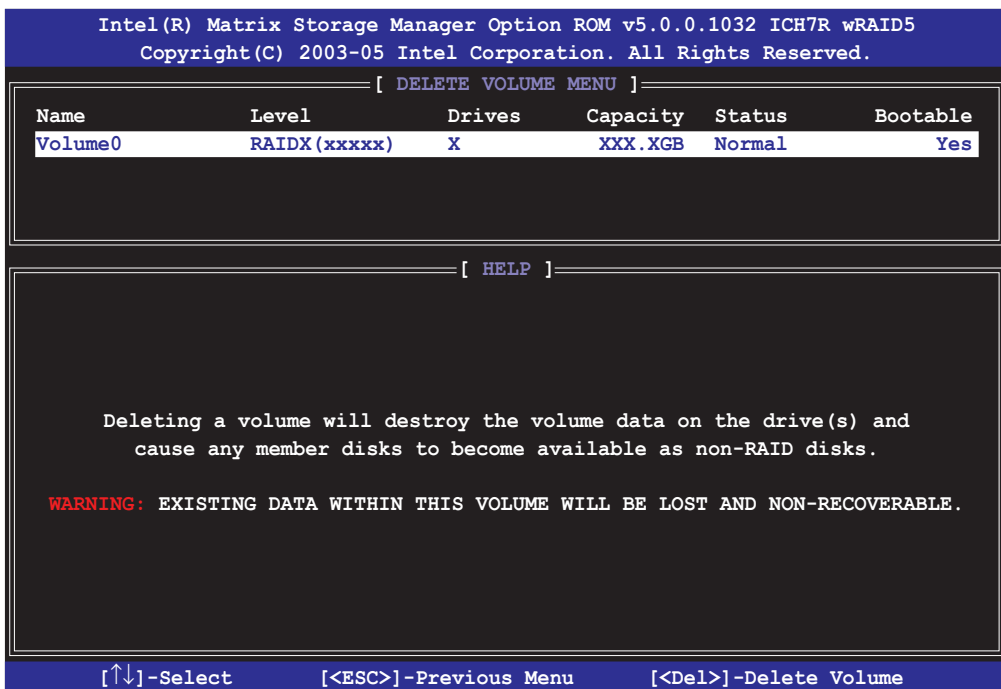 Intel(R) Matrix Storage Manager Option ROM v5.0.0.1032 ICH7R wRAID5
Copyright(C) 2003-05 Intel Corporation. All Rights Reserved.
[ DELETE VOLUME MENU ]
Name Level Drives Capacity Status Bootable
Volume0 RAIDX(xxxxx) X XXX.XGB Normal Yes
[ HELP ]
Deleting a volume will destroy the volume data on the drive(s) and
cause any member disks to become available as non-RAID disks.
WARNING: EXISTING DATA WITHIN THIS VOLUME WILL BE LOST AND NON-RECOVERABLE.
[↑↓]-Select [<ESC>]-Previous Menu [<Del>]-Delete Volume